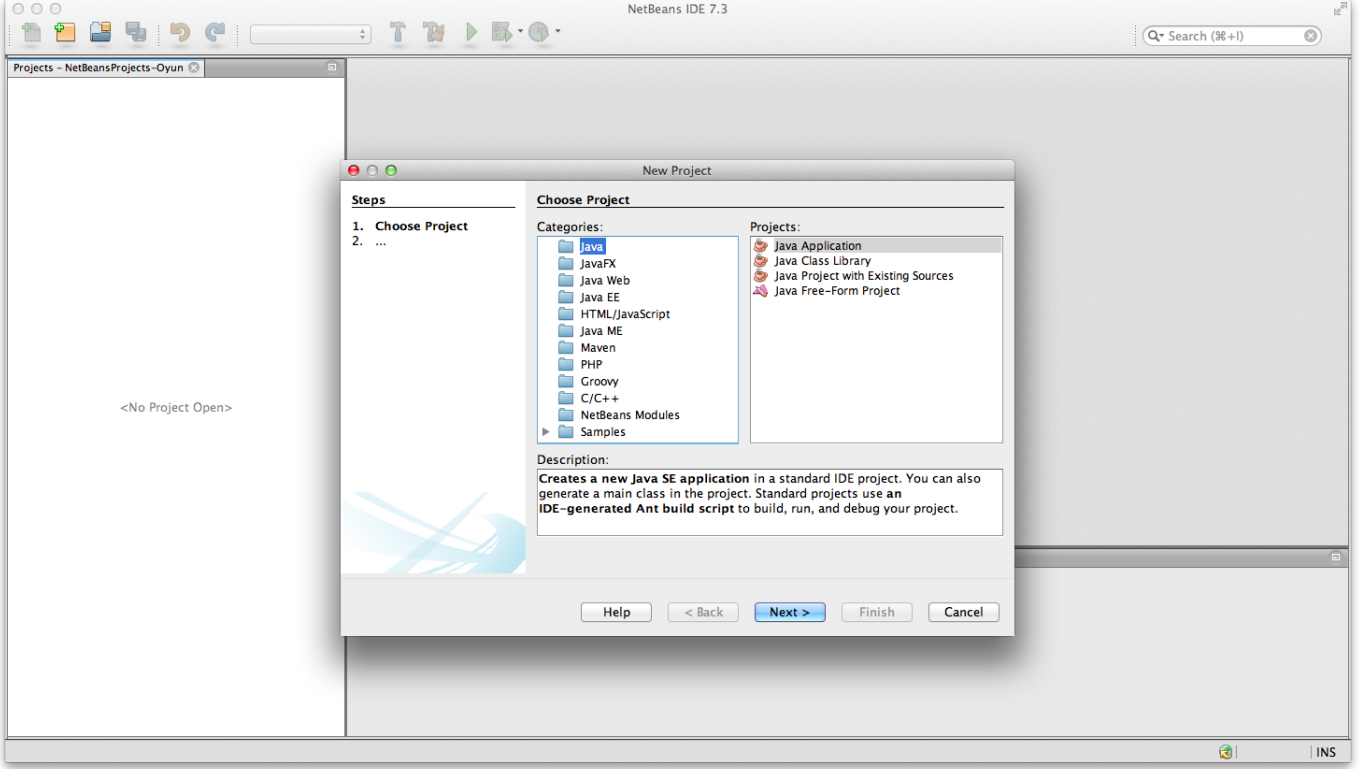 NetBeans IDE 7.3
Search (⌘+I)
Projects – NetBeansProjects-Oyun
<No Project Open>
New Project
Steps
1. Choose Project
2. ...
Choose Project
Categories:
Java
JavaFX
Java Web
Java EE
HTML/JavaScript
Java ME
Maven
PHP
Groovy
C/C++
NetBeans Modules
Samples
Projects:
Java Application
Java Class Library
Java Project with Existing Sources
Java Free-Form Project
Description:
Creates a new Java SE application in a standard IDE project. You can also
generate a main class in the project. Standard projects use an
IDE-generated Ant build script to build, run, and debug your project.
Help
< Back
Next >
Finish
Cancel
INS